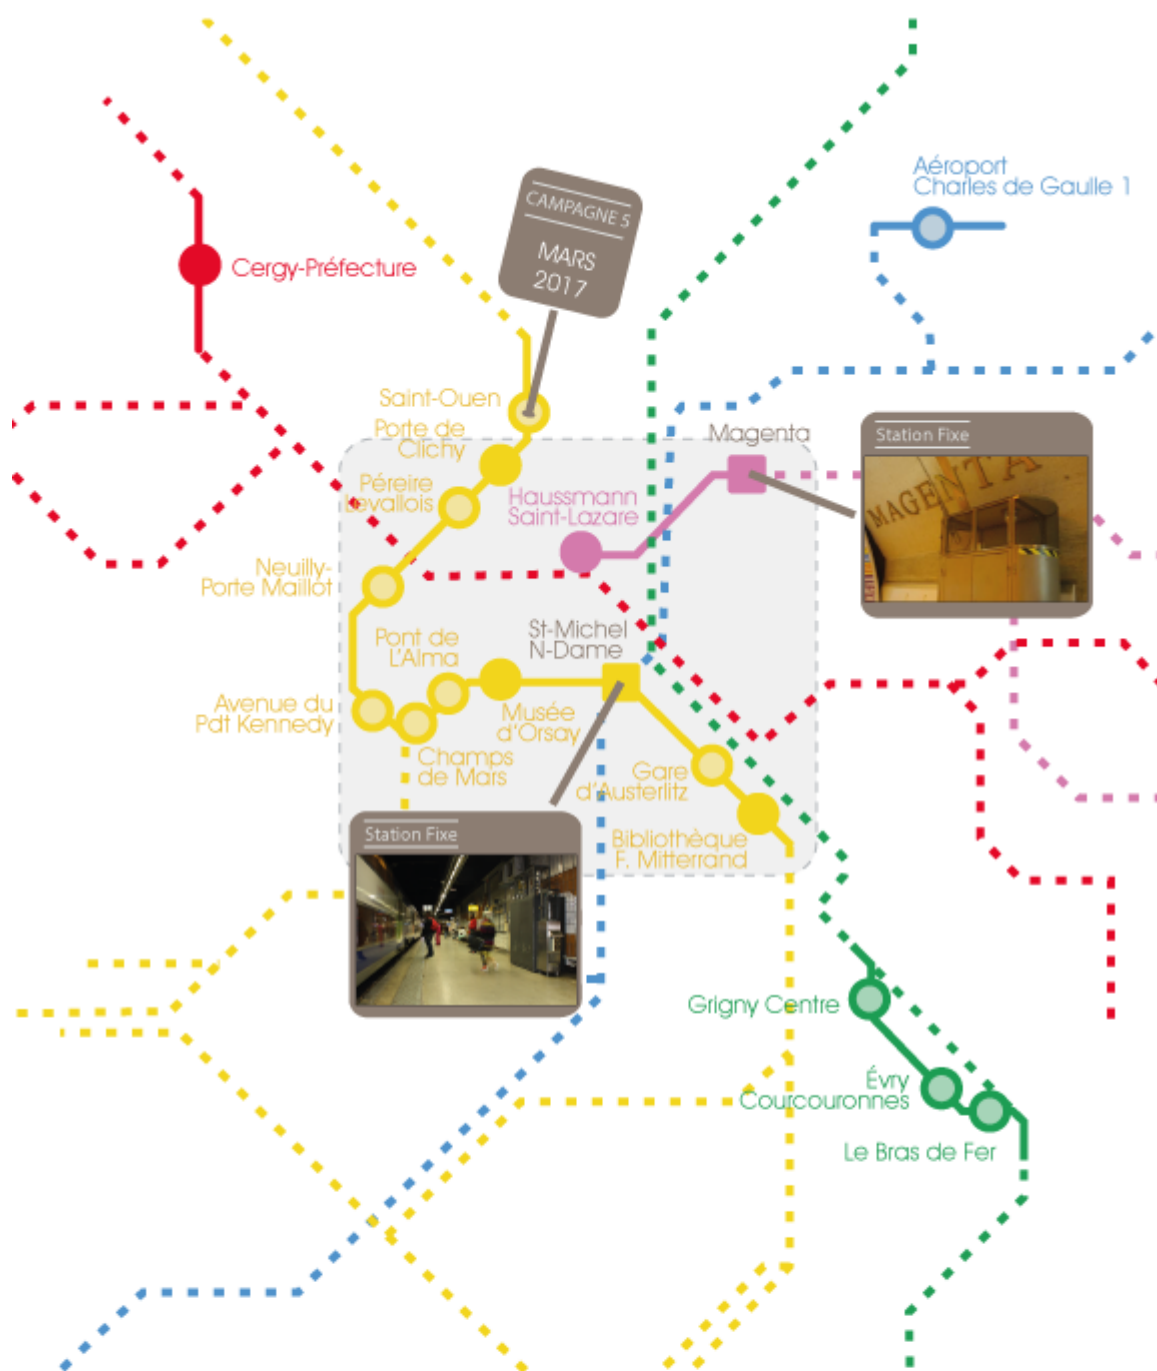 Aéroport
Charles de Gaulle 1
CAMPAGNE 5
MARS
2017
Cergy-Préfecture
Saint-Ouen
Porte de
Clichy
Magenta
Station Fixe
MAGENTA
Péreire
Levallois
Haussmann
Saint-Lazare
Neuilly-
Porte Maillot
St-Michel
N-Dame
Pont de
L'Alma
Avenue du
Pdt Kennedy
Musée
d'Orsay
Champs
de Mars
Gare
d'Austerlitz
Station Fixe
Bibliothèque
F. Mitterrand
Grigny Centre
Évry
Courcouronnes
Le Bras de Fer